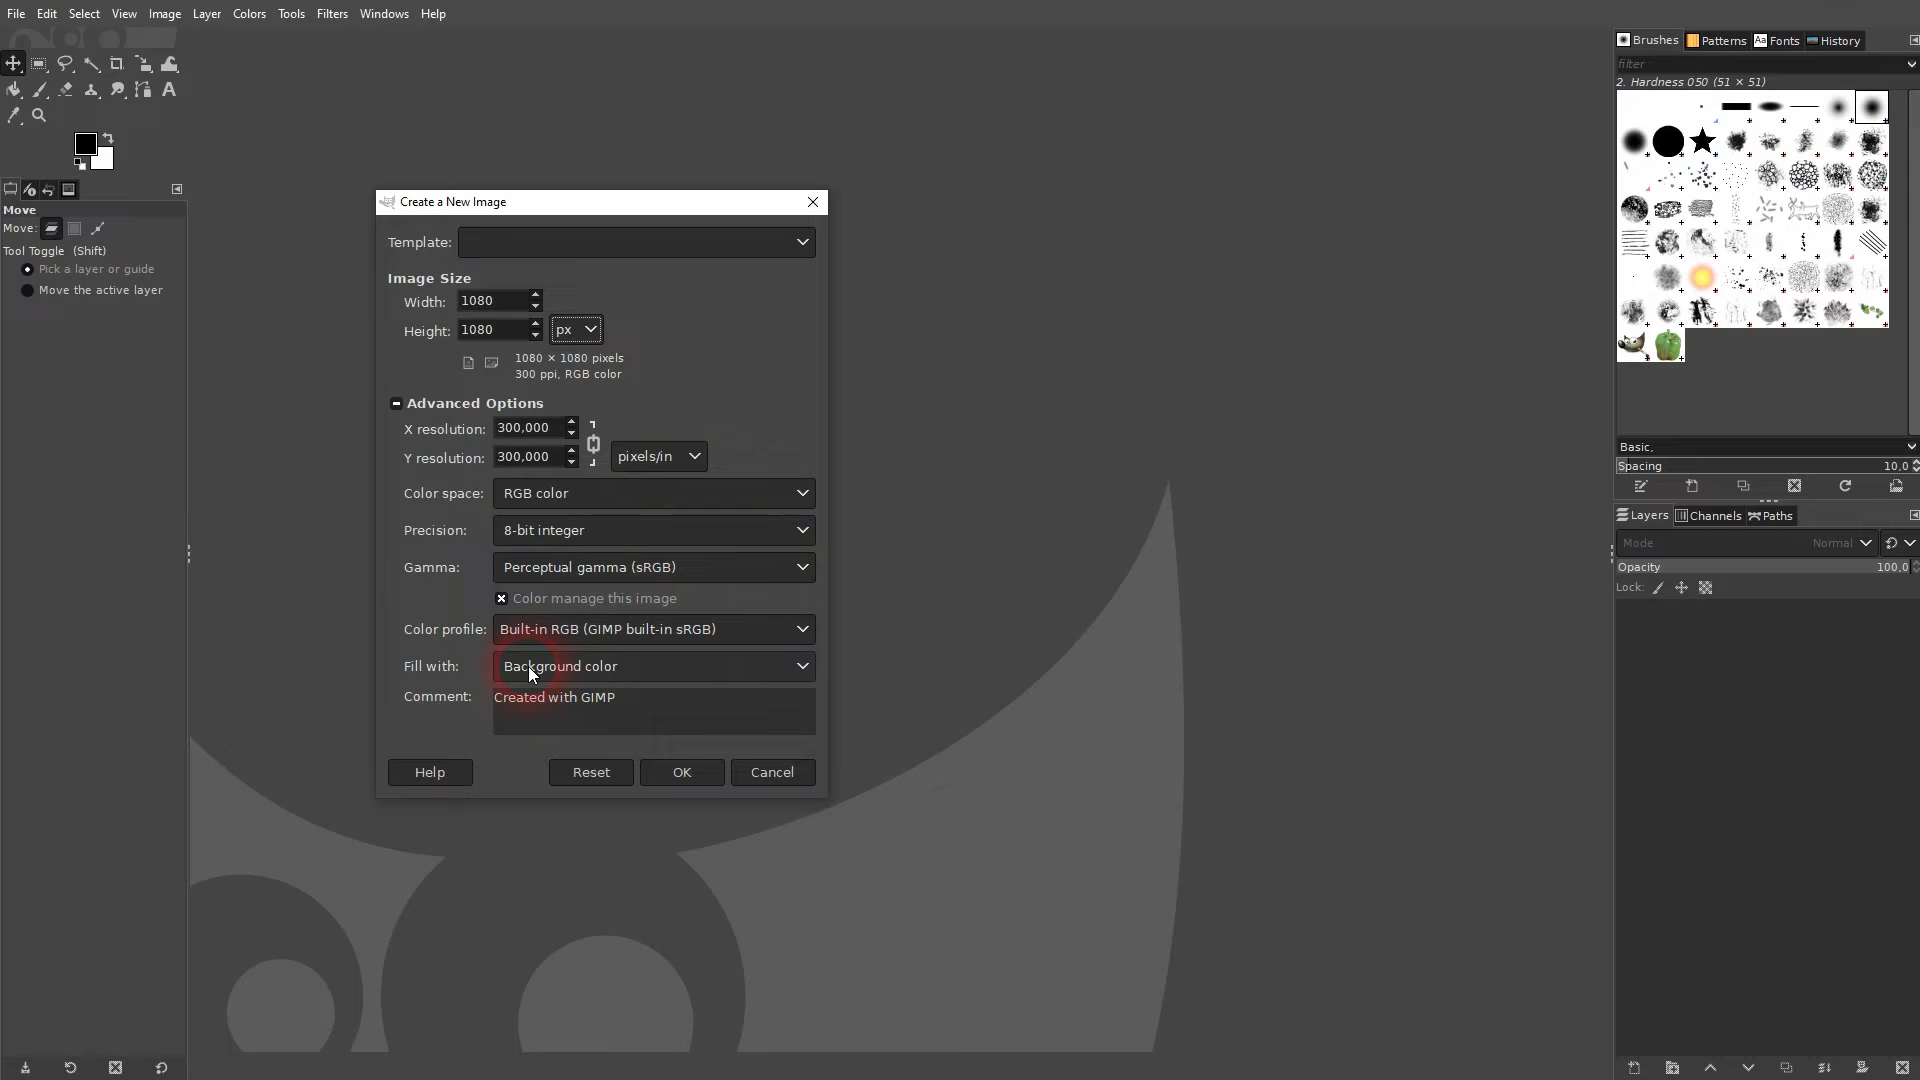 File Edit Select View Image Layer Colors Tools Filters Windows Help
Move
Move:
Tool Toggle (Shift)
Pick a layer or guide
Move the active layer
Create a New Image
Template:
Image Size
Width: 1080
Height: 1080 px
1080 × 1080 pixels
300 ppi, RGB color
Advanced Options
X resolution: 300,000
Y resolution: 300,000 pixels/in
Color space: RGB color
Precision: 8-bit integer
Gamma: Perceptual gamma (sRGB)
Color manage this image
Color profile: Built-in RGB (GIMP built-in sRGB)
Fill with: Background color
Comment: Created with GIMP
Help Reset OK Cancel
Brushes Patterns Aa Fonts History
filter
2. Hardness 050 (51 × 51)
Basic,
Spacing 10,0
Layers Channels Paths
Mode Normal
Opacity 100,0
Lock:
A